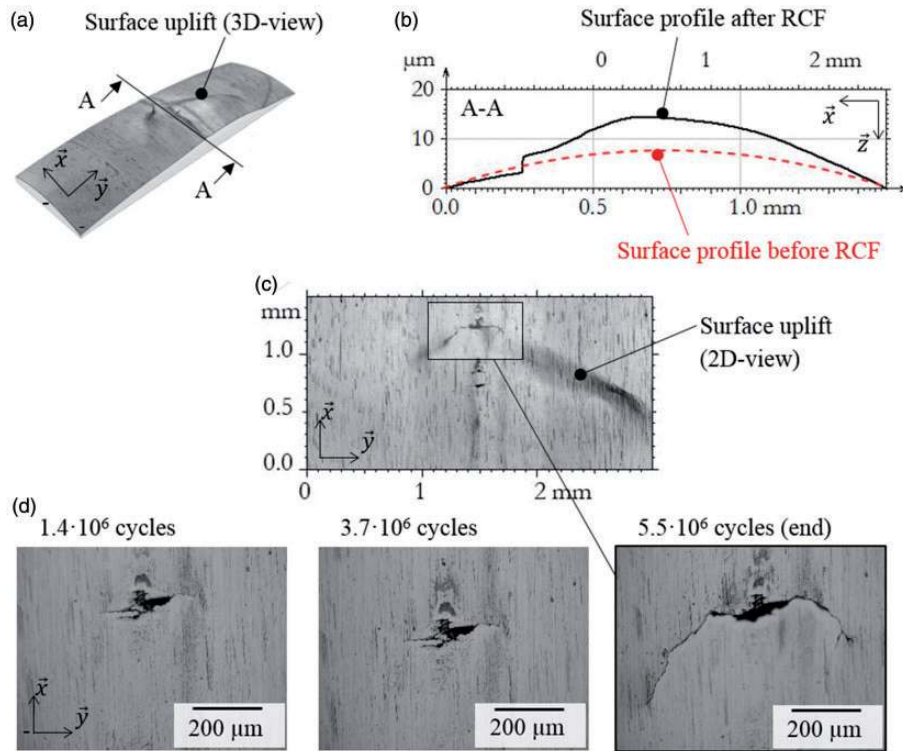 (a)
Surface uplift (3D-view)
A
A
x⃗
y⃗
(b)
Surface profile after RCF
0 1 2 mm
µm
20
10
0
A-A
x⃗
z⃗
0.0 0.5 1.0 mm
Surface profile before RCF
(c)
mm
1.0
0.5
0.0
x⃗
y⃗
0 1 2 mm
Surface uplift
(2D-view)
(d)
1.4·10⁶ cycles
3.7·10⁶ cycles
5.5·10⁶ cycles (end)
x⃗
y⃗
200 µm
200 µm
200 µm